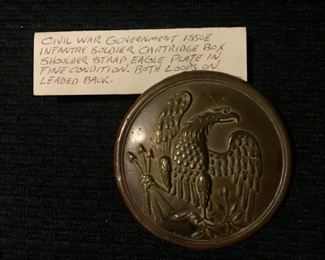 CIVIL WAR GOVERNMENT ISSUE
INFANTRY SOLDIER CARTRIDGE BOX
SHOULDER STRAP EAGLE PLATE IN
FINE CONDITION. BOTH LOOPS ON
LEADED BACK.